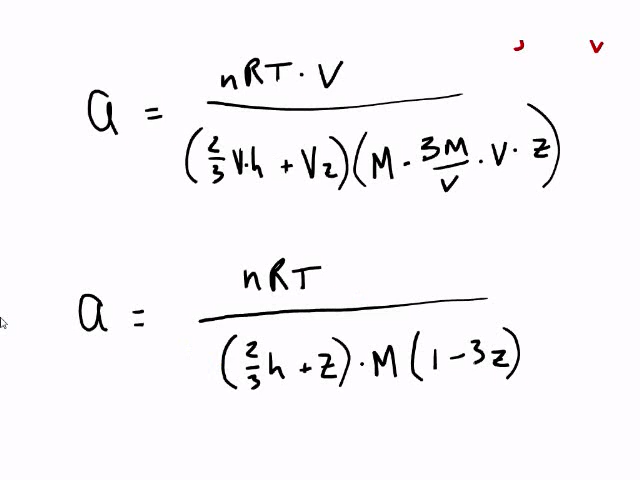 a = nRT · V / (2/3 V·h + Vz)(M - 3M/V · V · z)
a = nRT / (2/3 h + z) · M (1 - 3z)